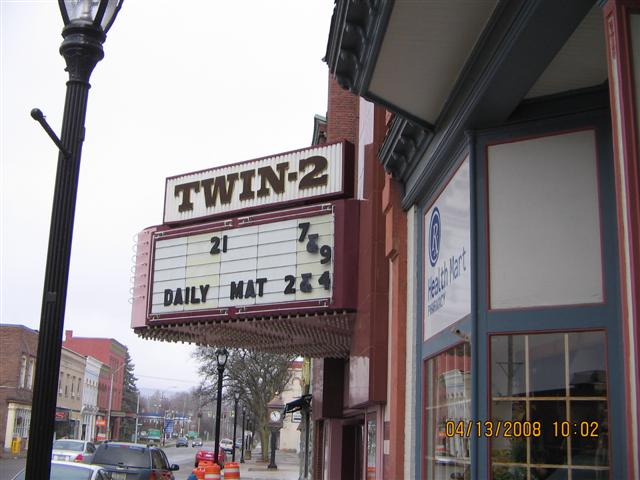 TWIN-2
21 7&9
DAILY MAT 2&4
Health Mart
PHARMACY
04/13/2008 10:02